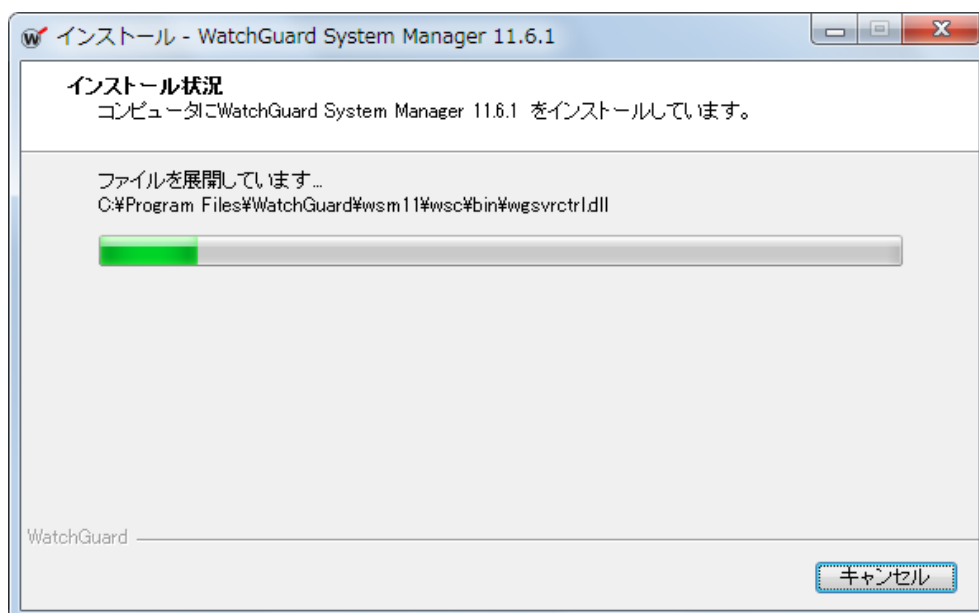 インストール - WatchGuard System Manager 11.6.1
インストール状況
コンピュータにWatchGuard System Manager 11.6.1 をインストールしています。
ファイルを展開しています...
C:¥Program Files¥WatchGuard¥wsm11¥wsc¥bin¥wgsvrctrl.dll
WatchGuard
キャンセル